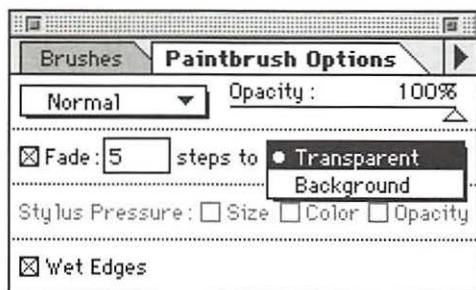 Brushes Paintbrush Options
Normal Opacity: 100%
Fade: 5 steps to Transparent
Background
Stylus Pressure: Size Color Opacity
Wet Edges